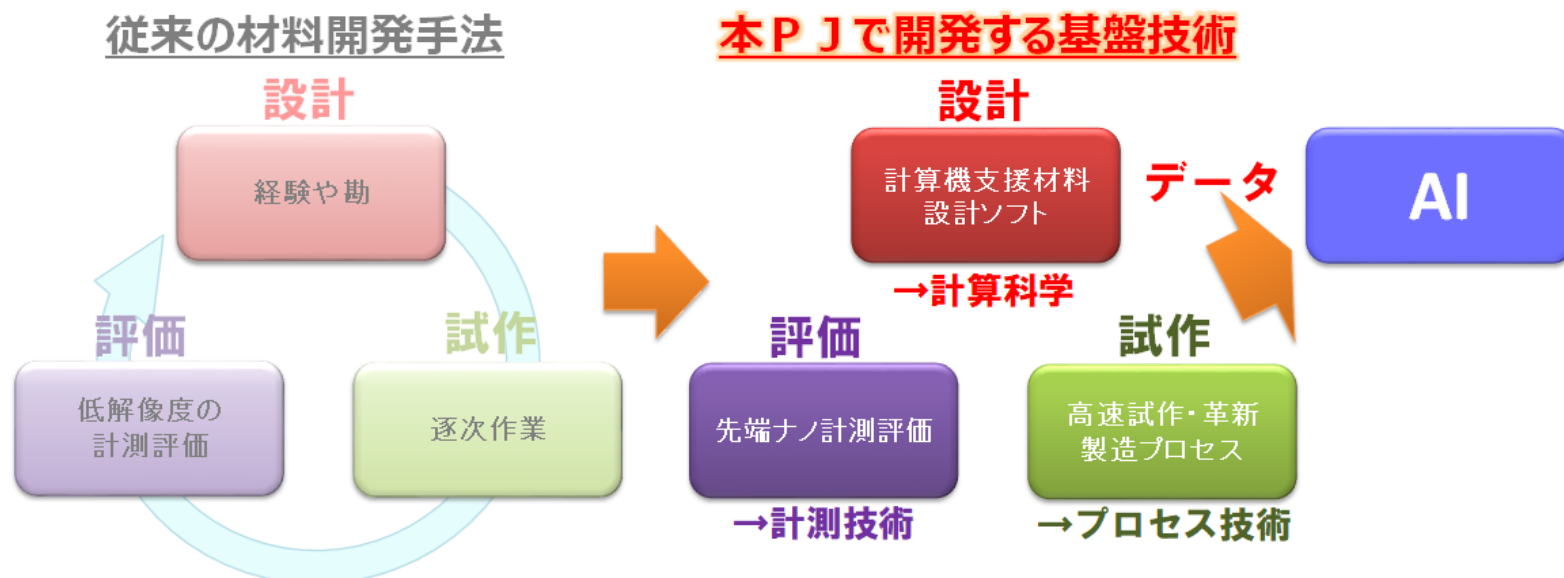 従来の材料開発手法
設計
経験や勘
評価
低解像度の
計測評価
試作
逐次作業
本PJで開発する基盤技術
設計
計算機支援材料
設計ソフト
→計算科学
データ
AI
評価
先端ナノ計測評価
→計測技術
試作
高速試作・革新
製造プロセス
→プロセス技術